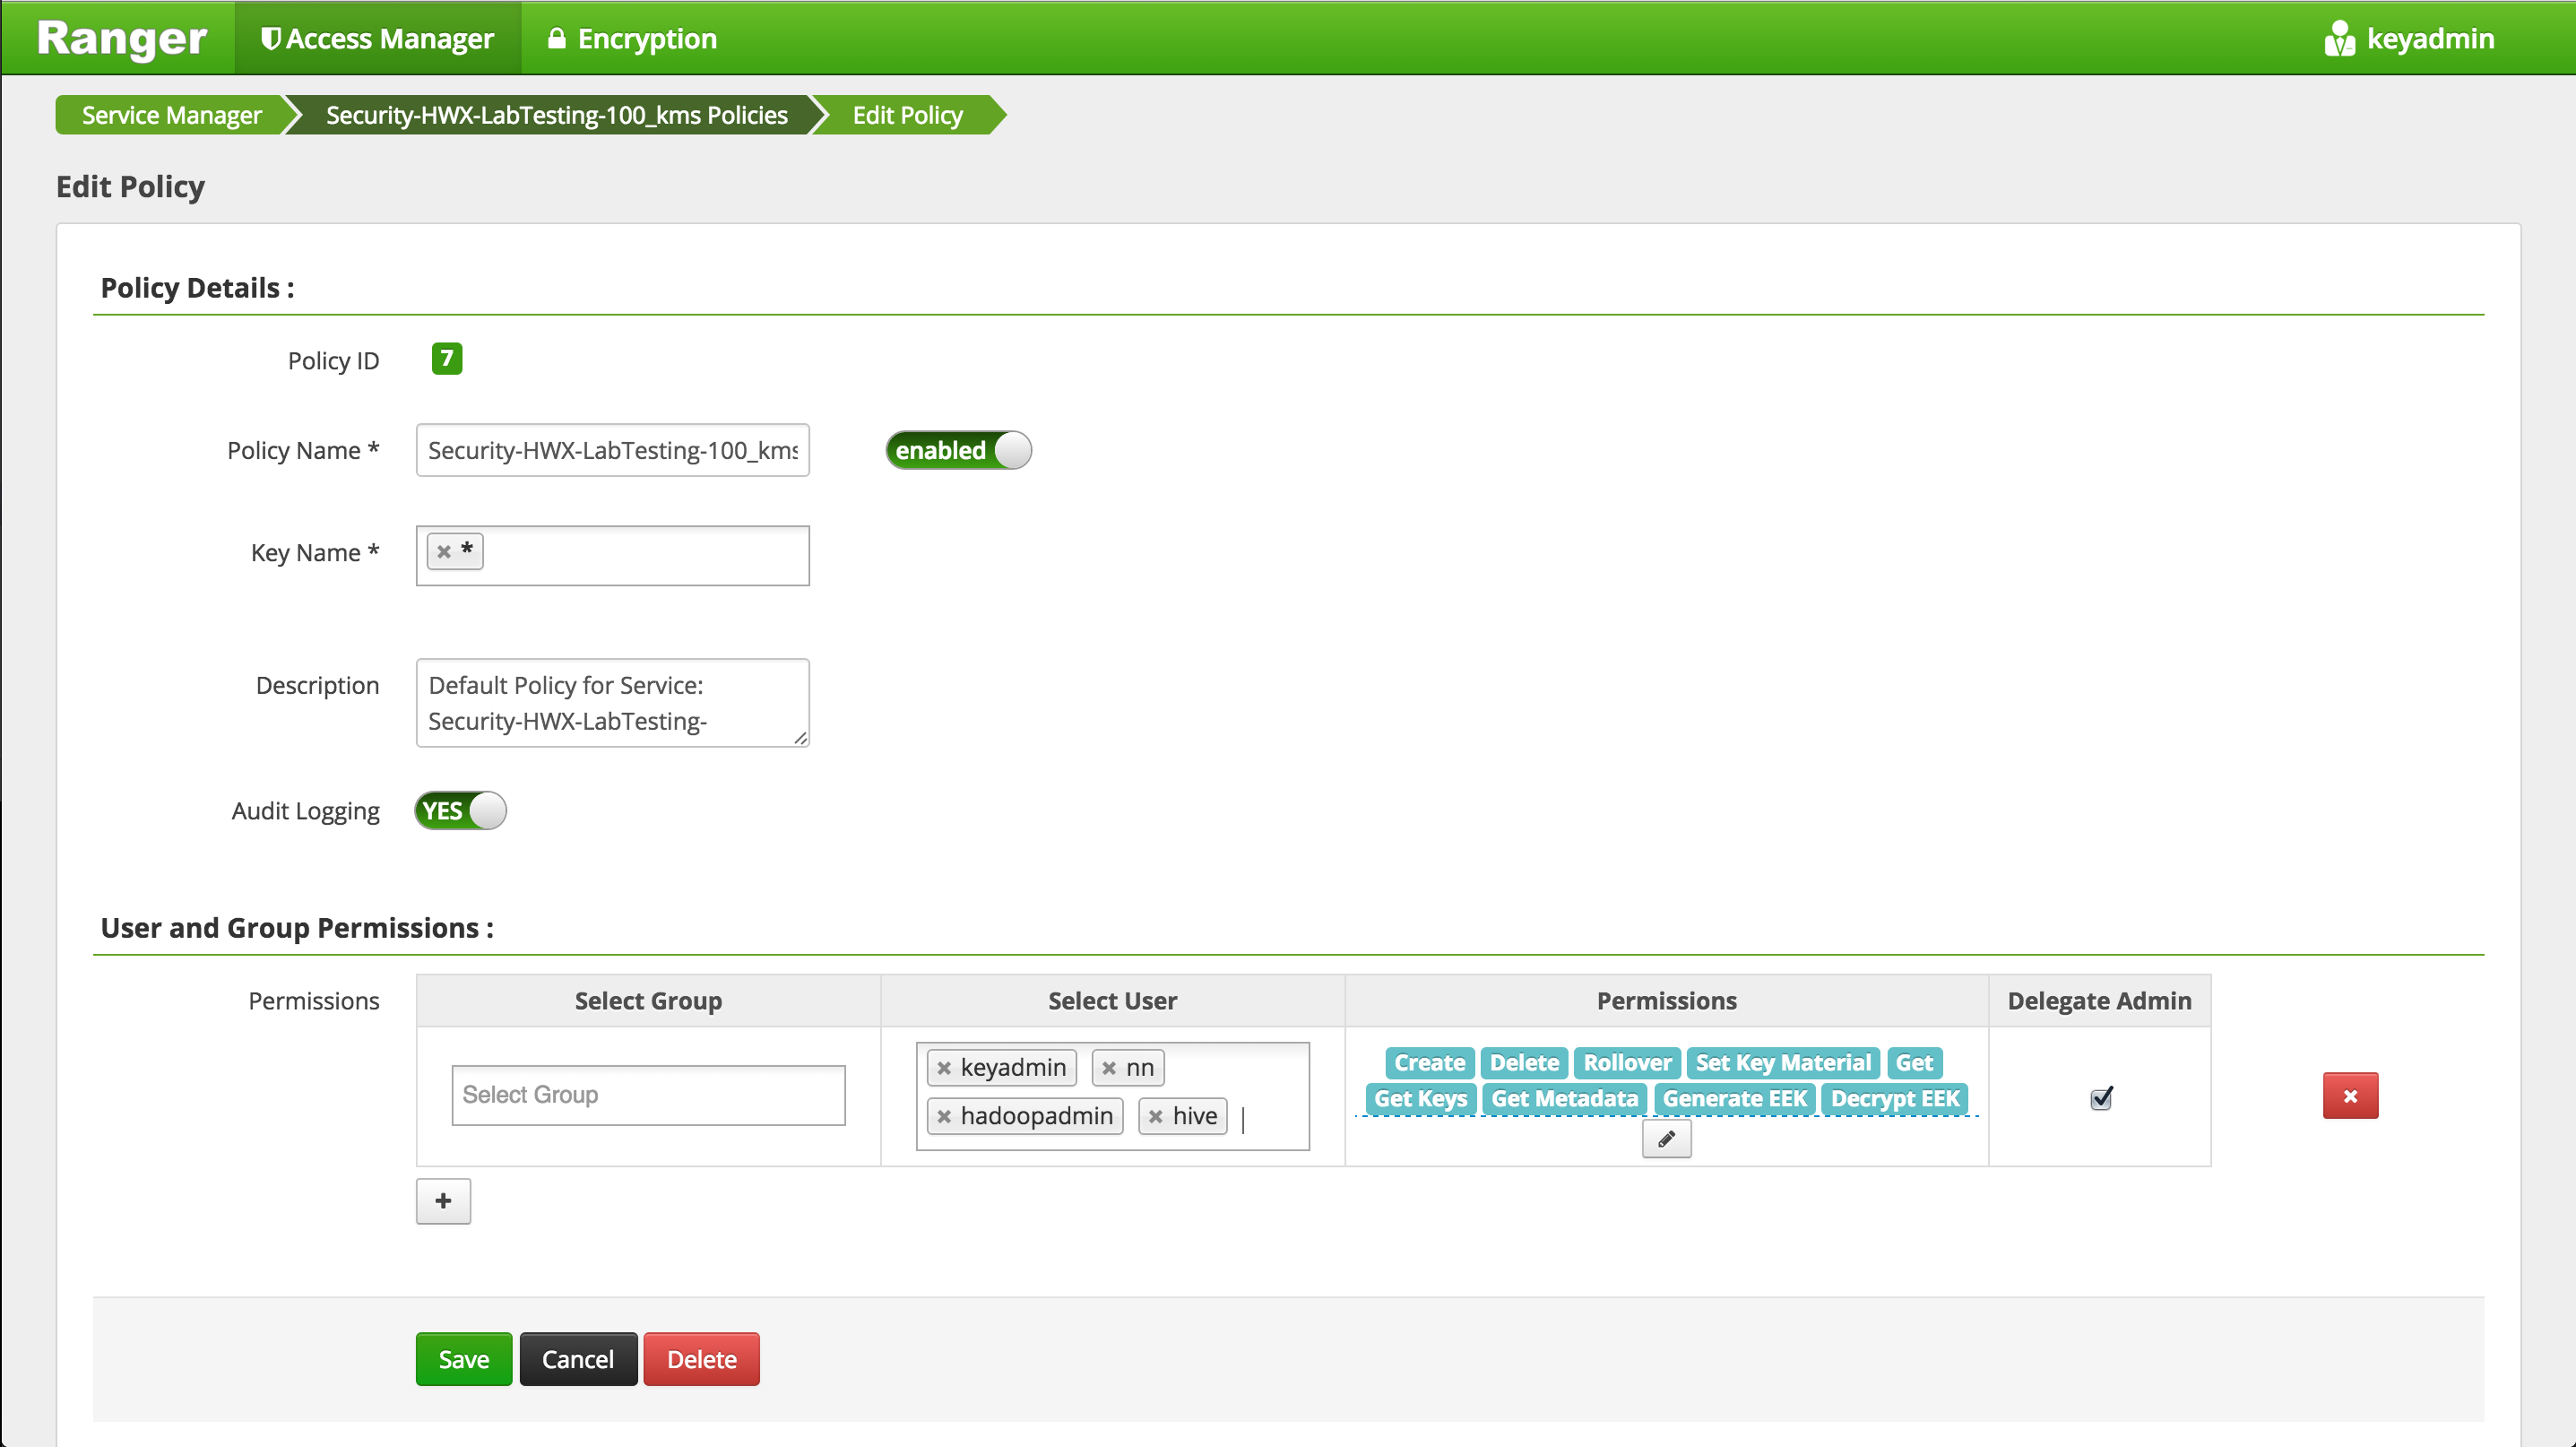 Ranger Access Manager Encryption keyadmin
Service Manager Security-HWX-LabTesting-100_kms Policies Edit Policy
Edit Policy
Policy Details :
Policy ID 7
Policy Name * Security-HWX-LabTesting-100_kms enabled
Key Name * × *
Description Default Policy for Service:
Security-HWX-LabTesting-
Audit Logging YES
User and Group Permissions :
Permissions Select Group Select User Permissions Delegate Admin
Select Group
× keyadmin × nn
× hadoopadmin × hive
Create Delete Rollover Set Key Material Get
Get Keys Get Metadata Generate EEK Decrypt EEK
+
Save Cancel Delete